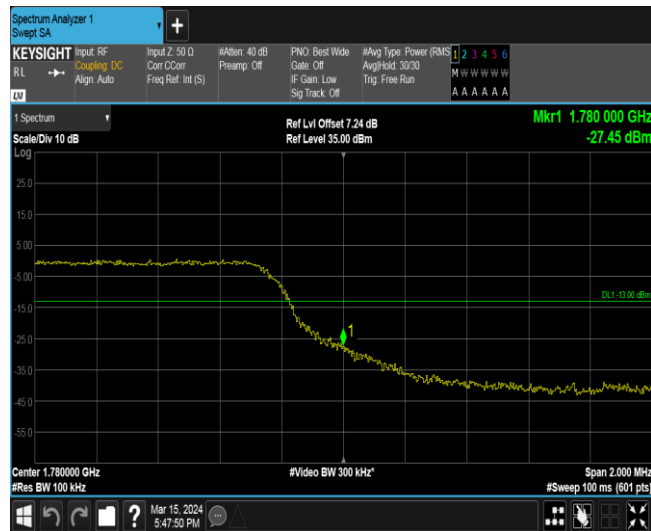 Spectrum Analyzer 1
Swept SA
KEYSIGHT
RL
LXI
Input: RF
Coupling: DC
Align: Auto
Input Z: 50 Ω
Corr CCorr
Freq Ref: Int (S)
#Atten: 40 dB
Preamp: Off
PNO: Best Wide
Gate: Off
IF Gain: Low
Sig Track: Off
#Avg Type: Power (RMS
Avg|Hold: 30/30
Trig: Free Run
1 2 3 4 5 6
M W W W W W
A A A A A A
1 Spectrum
Scale/Div 10 dB
Log
Ref Lvl Offset 7.24 dB
Ref Level 35.00 dBm
Mkr1 1.780 000 GHz
-27.45 dBm
25.0
15.0
5.00
-5.00
DL1 -13.00 dBm
-15.0
-25.0
1
-35.0
-45.0
-55.0
Center 1.780000 GHz
#Res BW 100 kHz
#Video BW 300 kHz*
Span 2.000 MHz
#Sweep 100 ms (601 pts)
?
Mar 15, 2024
5:47:50 PM